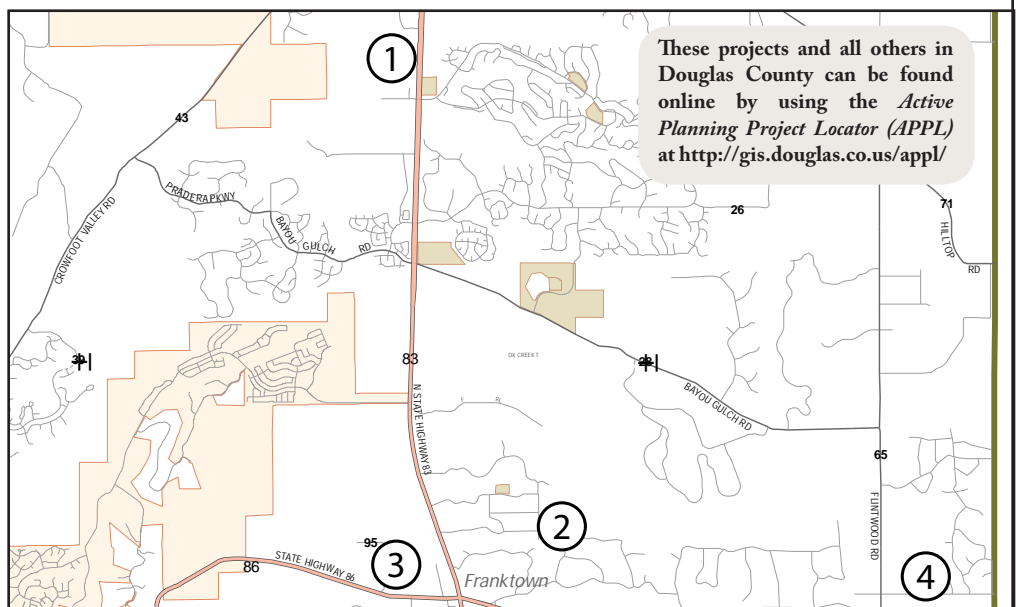 These projects and all others in
Douglas County can be found
online by using the Active
Planning Project Locator (APPL)
at http://gis.douglas.co.us/appl/
1
43
PRADERA PKWY
CROWFOOT VALLEY RD
BAYOU GULCH RD
26
71
HILLTOP RD
83
OX CREEK T
N STATE HIGHWAY 83
BAYOU GULCH RD
65
FLINTWOOD RD
2
95
3
86
STATE HIGHWAY 86
Franktown
4